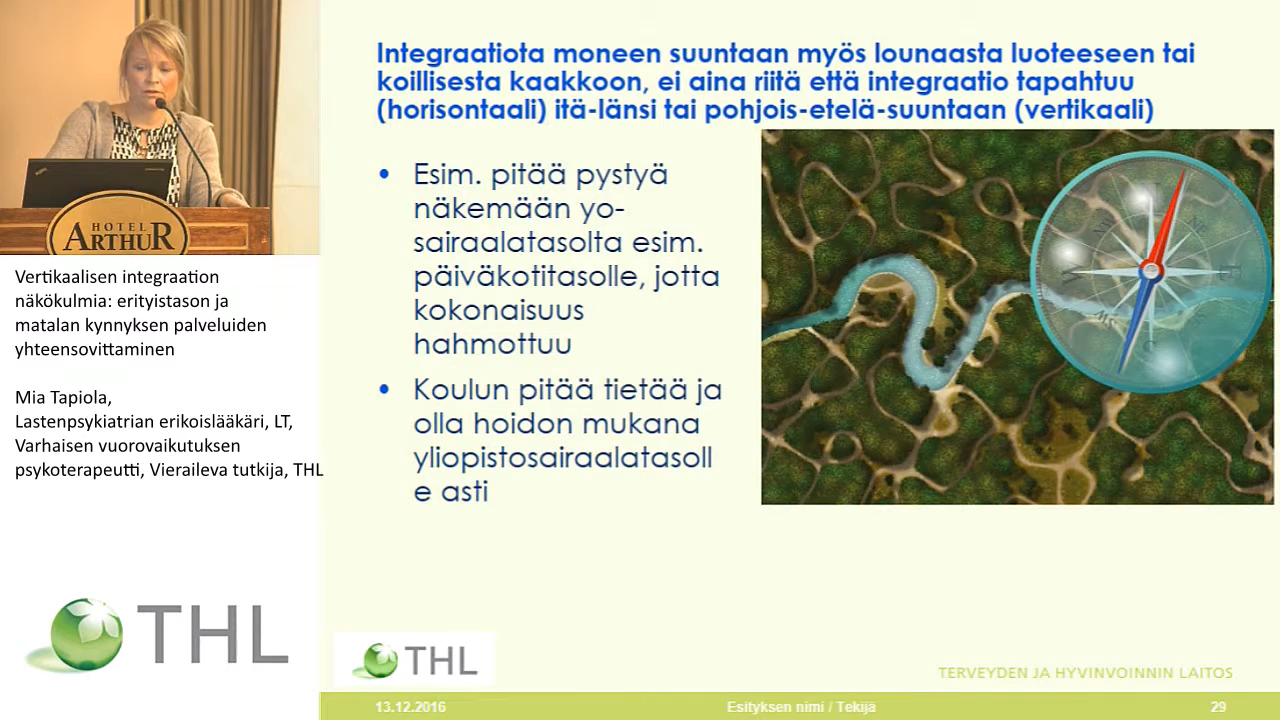 HOTEL
ARTHUR
Vertikaalisen integraation
näkökulmia: erityistason ja
matalan kynnyksen palveluiden
yhteensovittaminen
Mia Tapiola,
Lastenpsykiatrian erikoislääkäri, LT,
Varhaisen vuorovaikutuksen
psykoterapeutti, Vieraileva tutkija, THL
THL
Integraatiota moneen suuntaan myös lounaasta luoteeseen tai
koillisesta kaakkoon, ei aina riitä että integraatio tapahtuu
(horisontaali) itä-länsi tai pohjois-etelä-suuntaan (vertikaali)
• Esim. pitää pystyä
näkemään yo-
sairaalatasolta esim.
päiväkotitasolle, jotta
kokonaisuus
hahmottuu
• Koulun pitää tietää ja
olla hoidon mukana
yliopistosairaalatasoll
e asti
NE
THL
TERVEYDEN JA HYVINVOINNIN LAITOS
13.12.2016
Esityksen nimi / Tekijä
29